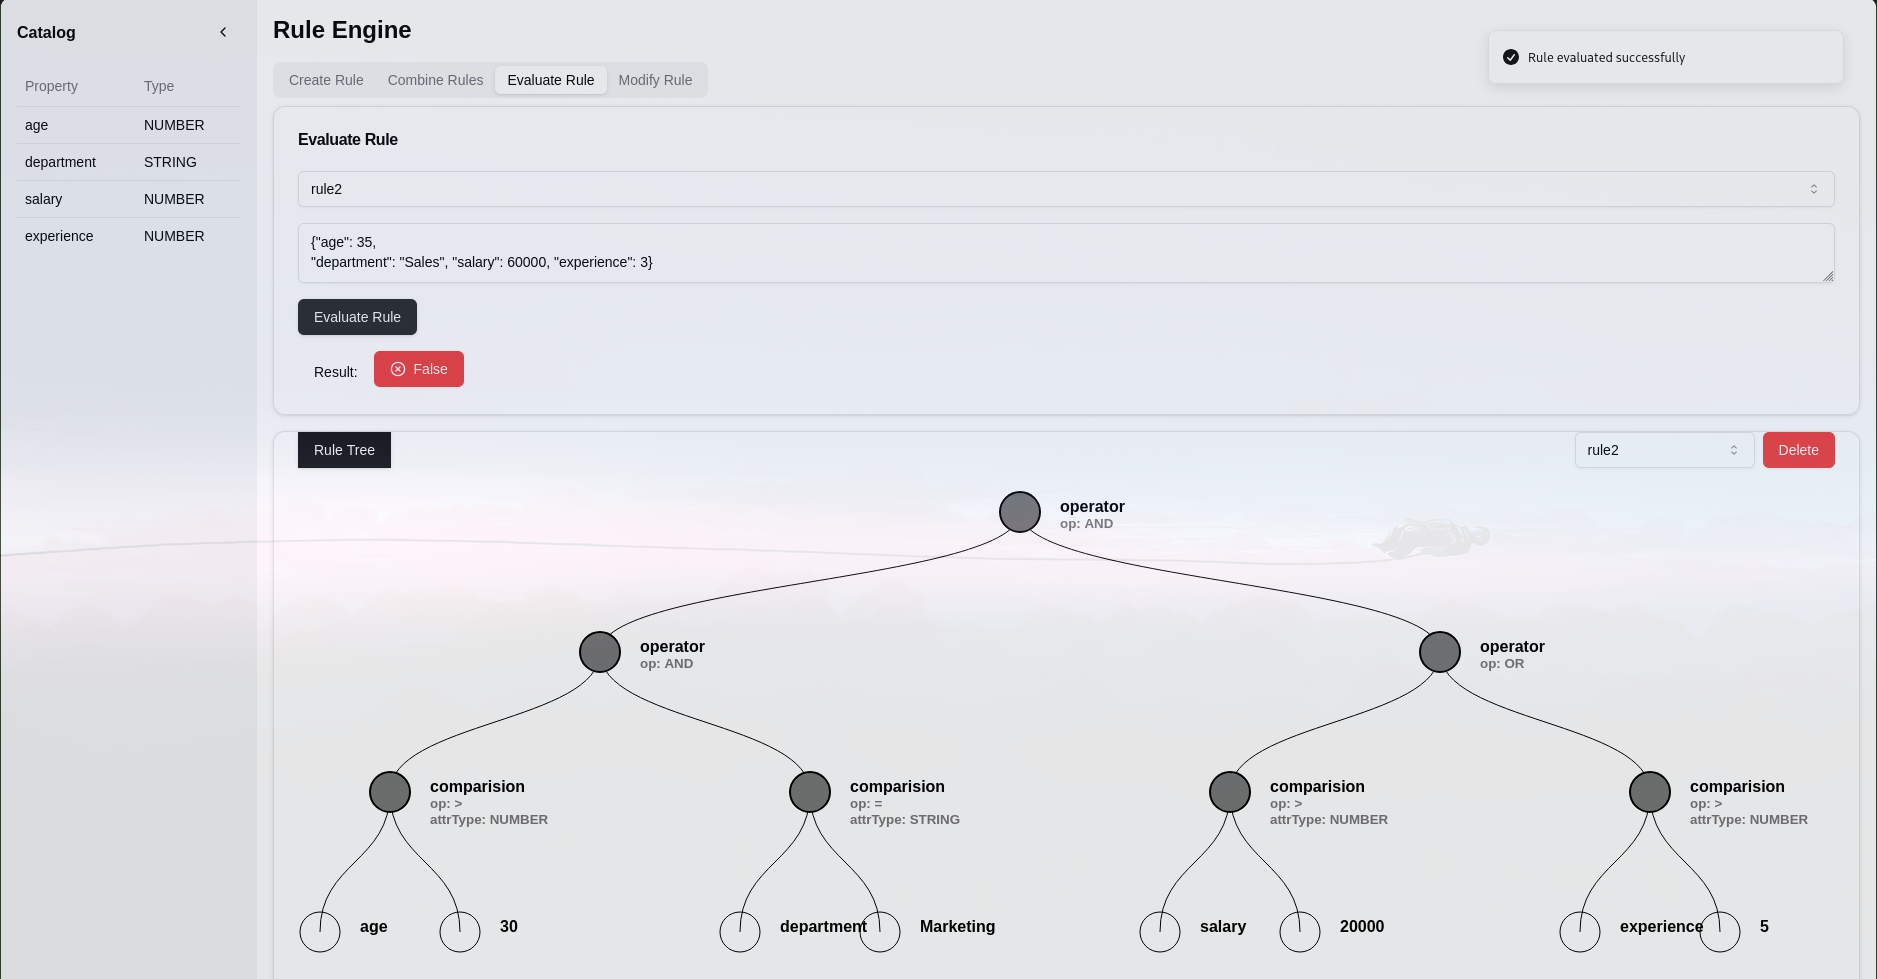 Catalog
Property Type
age NUMBER
department STRING
salary NUMBER
experience NUMBER
Rule Engine
Rule evaluated successfully
Create Rule Combine Rules Evaluate Rule Modify Rule
Evaluate Rule
rule2
{"age": 35,
"department": "Sales", "salary": 60000, "experience": 3}
Evaluate Rule
Result: False
Rule Tree
rule2
Delete
operator
op: AND
operator
op: AND
operator
op: OR
comparision
op: >
attrType: NUMBER
comparision
op: =
attrType: STRING
comparision
op: >
attrType: NUMBER
comparision
op: >
attrType: NUMBER
age
30
department
Marketing
salary
20000
experience
5